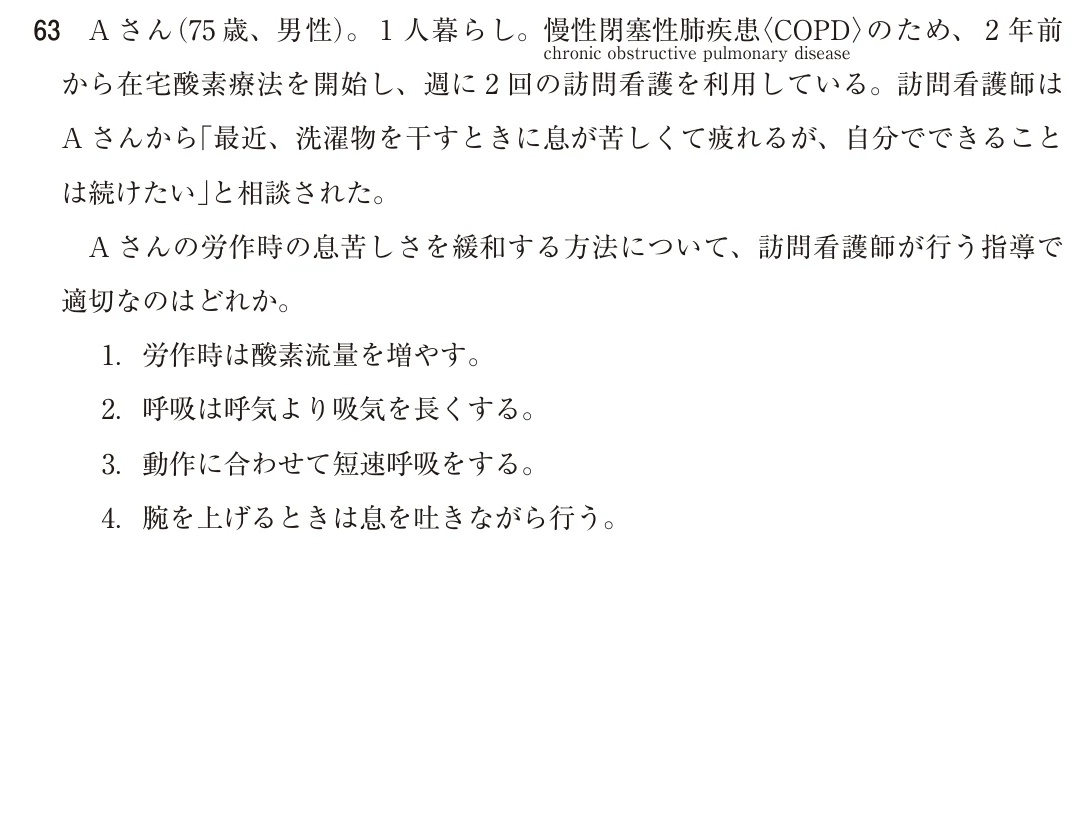 63 Aさん(75歳、男性)。1人暮らし。慢性閉塞性肺疾患〈COPD〉のため、2年前
chronic obstructive pulmonary disease
から在宅酸素療法を開始し、週に2回の訪問看護を利用している。訪問看護師は
Aさんから「最近、洗濯物を干すときに息が苦しくて疲れるが、自分でできること
は続けたい」と相談された。
Aさんの労作時の息苦しさを緩和する方法について、訪問看護師が行う指導で
適切なのはどれか。
1. 労作時は酸素流量を増やす。
2. 呼吸は呼気より吸気を長くする。
3. 動作に合わせて短速呼吸をする。
4. 腕を上げるときは息を吐きながら行う。